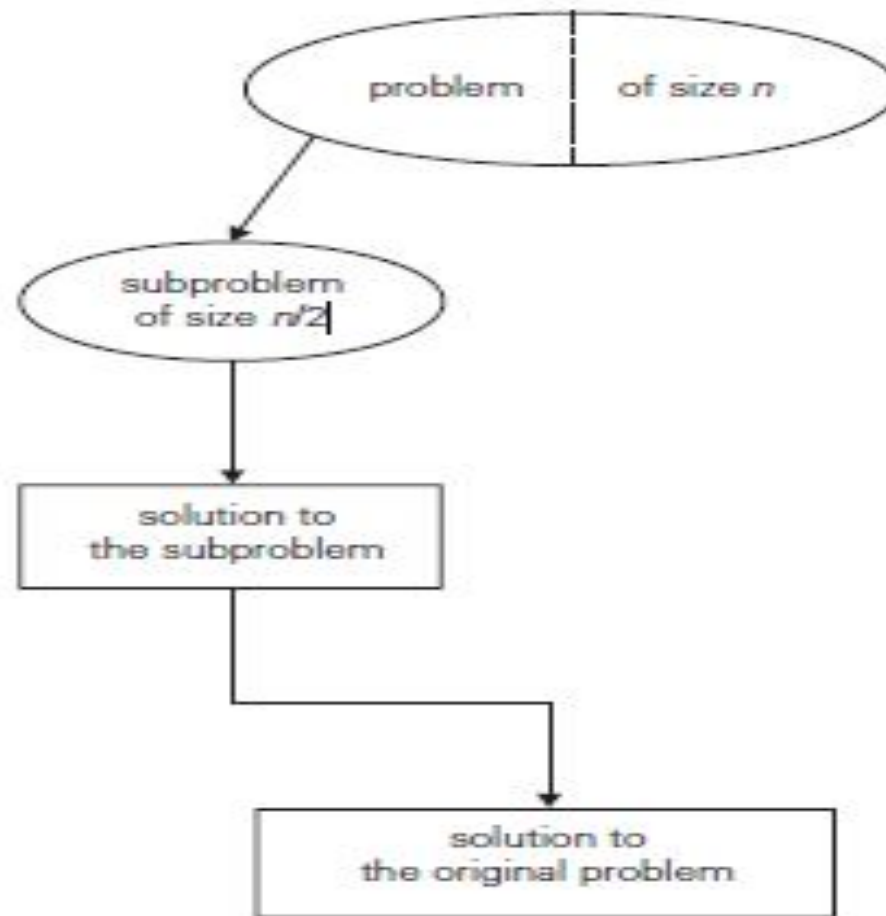 problem of size n
subproblem
of size n/2
solution to
the subproblem
solution to
the original problem